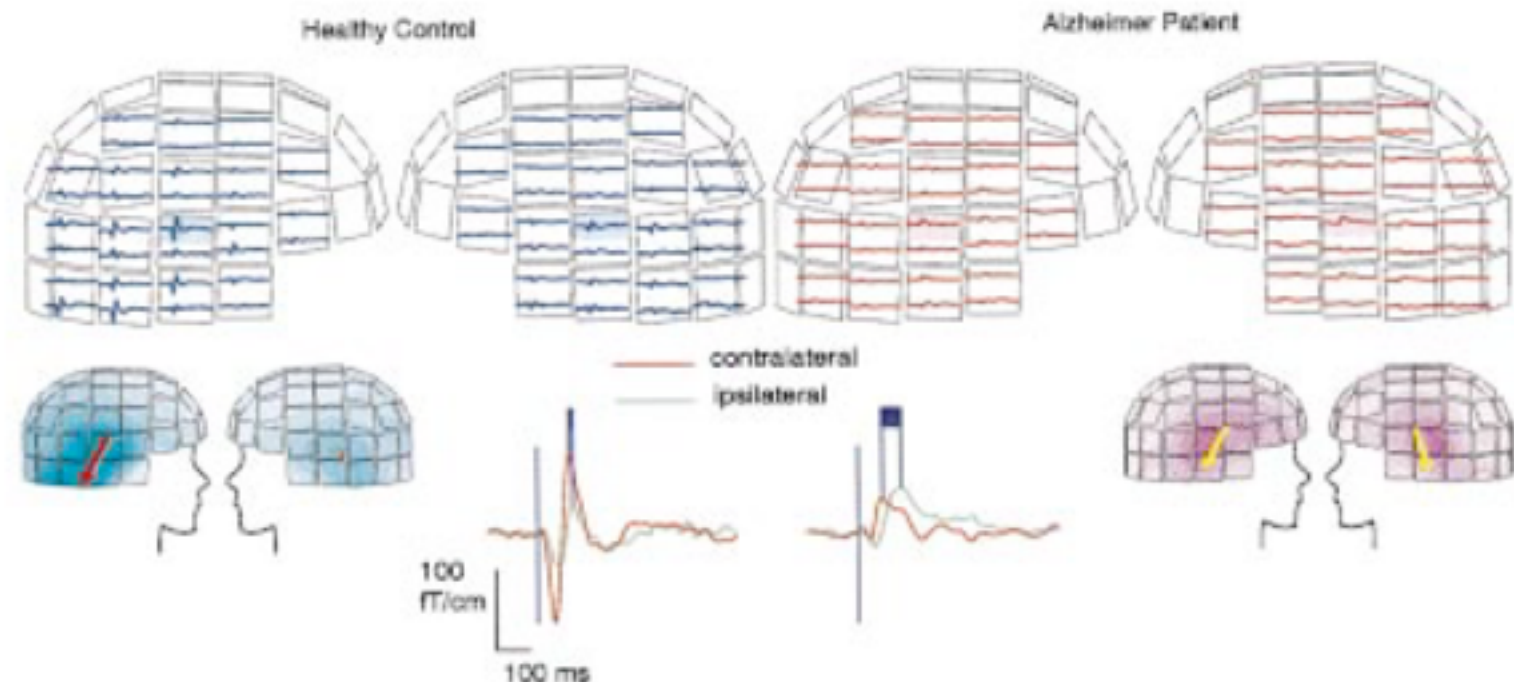 Healthy Control
Alzheimer Patient
contralateral
ipsilateral
100
fT/cm
100 ms